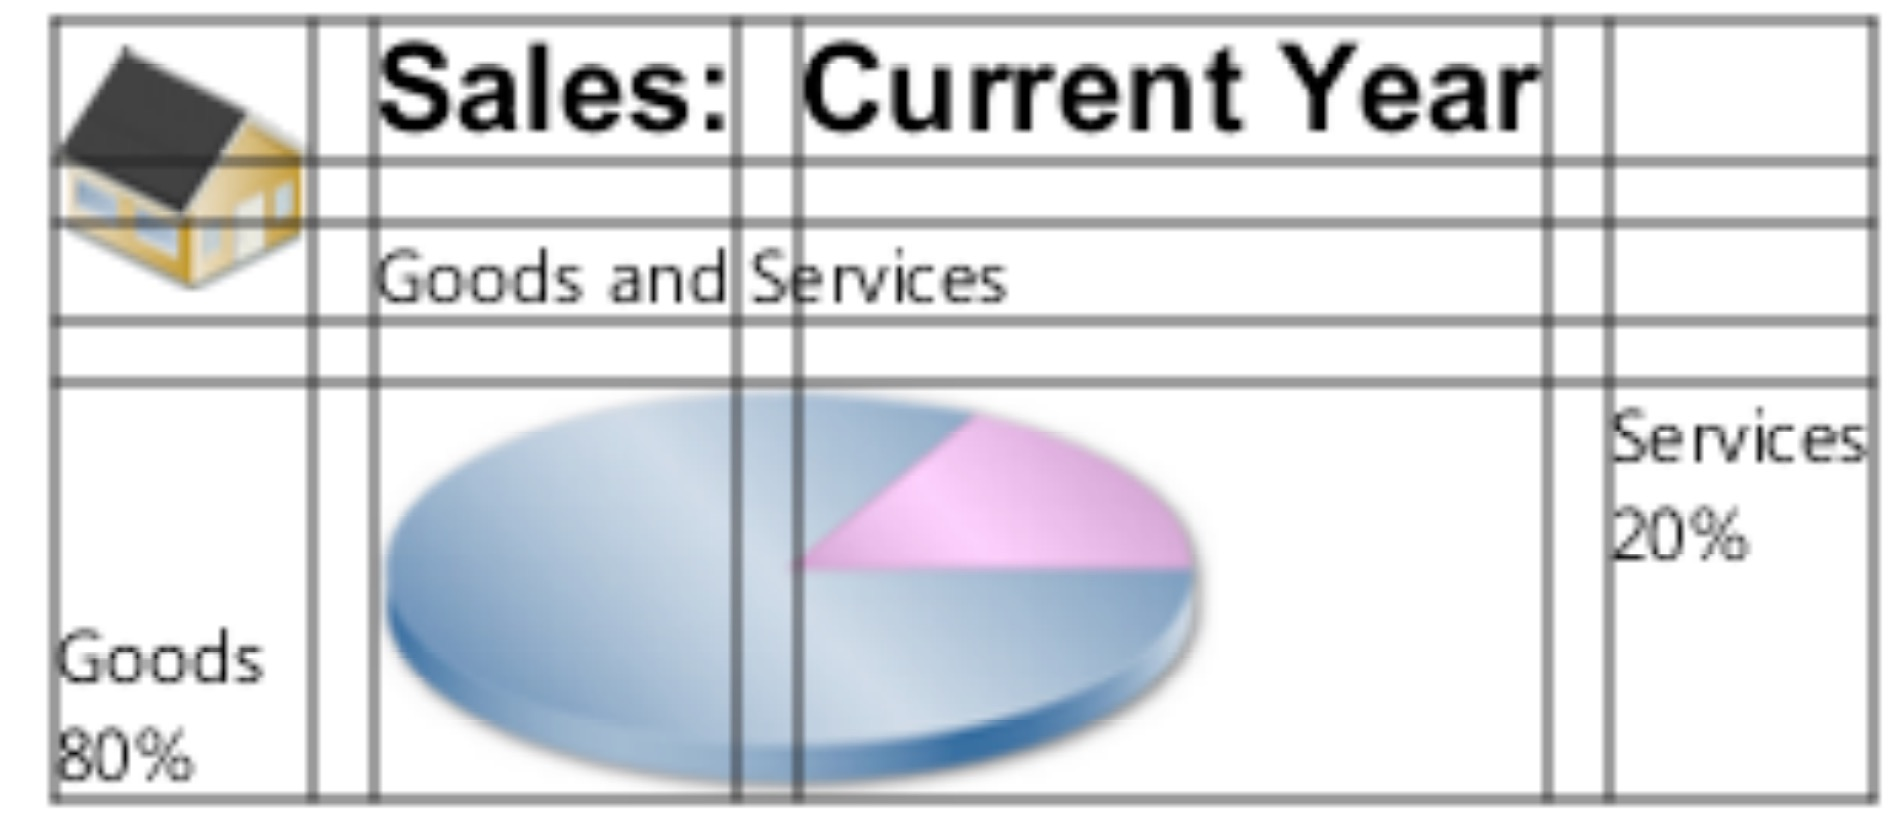 Sales: Current Year
Goods and Services
Services
20%
Goods
80%